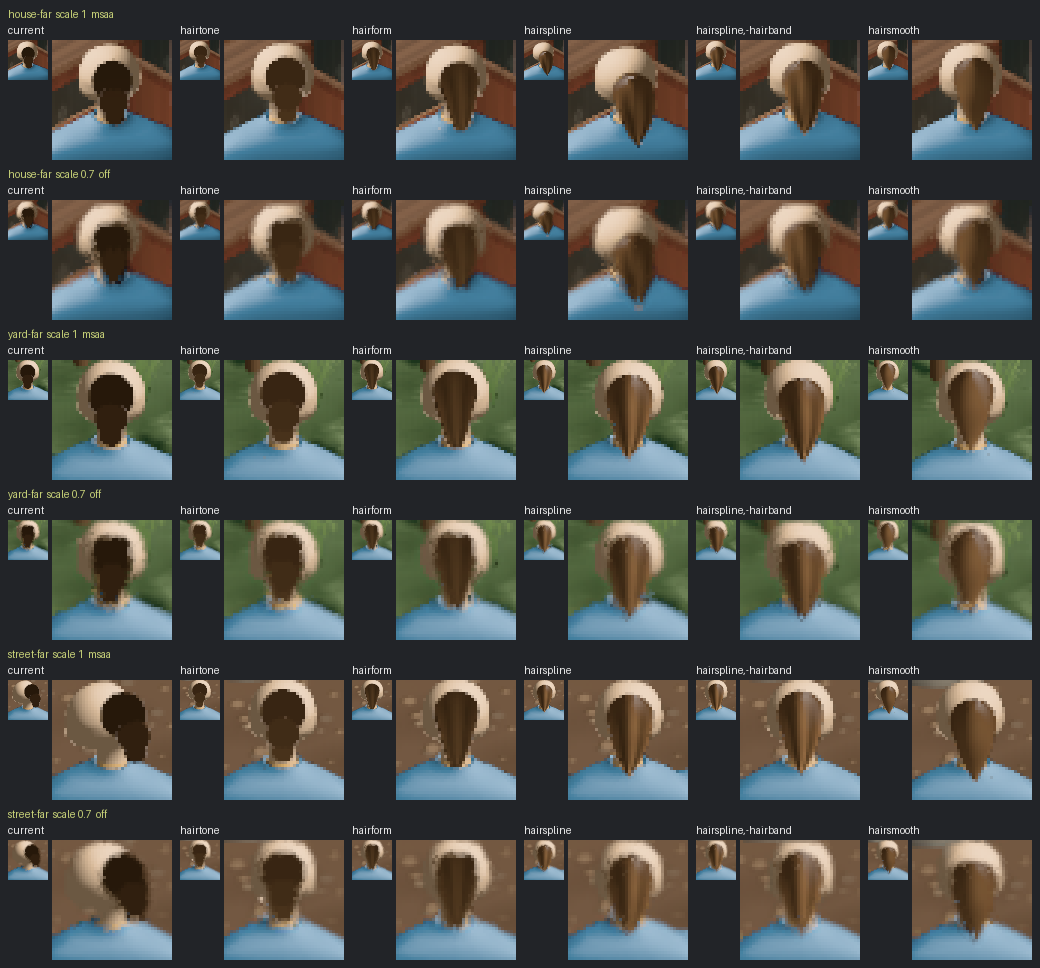 house-far scale 1 msaa
current hairtone hairform hairspline hairspline,-hairband hairsmooth
house-far scale 0.7 off
current hairtone hairform hairspline hairspline,-hairband hairsmooth
yard-far scale 1 msaa
current hairtone hairform hairspline hairspline,-hairband hairsmooth
yard-far scale 0.7 off
current hairtone hairform hairspline hairspline,-hairband hairsmooth
street-far scale 1 msaa
current hairtone hairform hairspline hairspline,-hairband hairsmooth
street-far scale 0.7 off
current hairtone hairform hairspline hairspline,-hairband hairsmooth